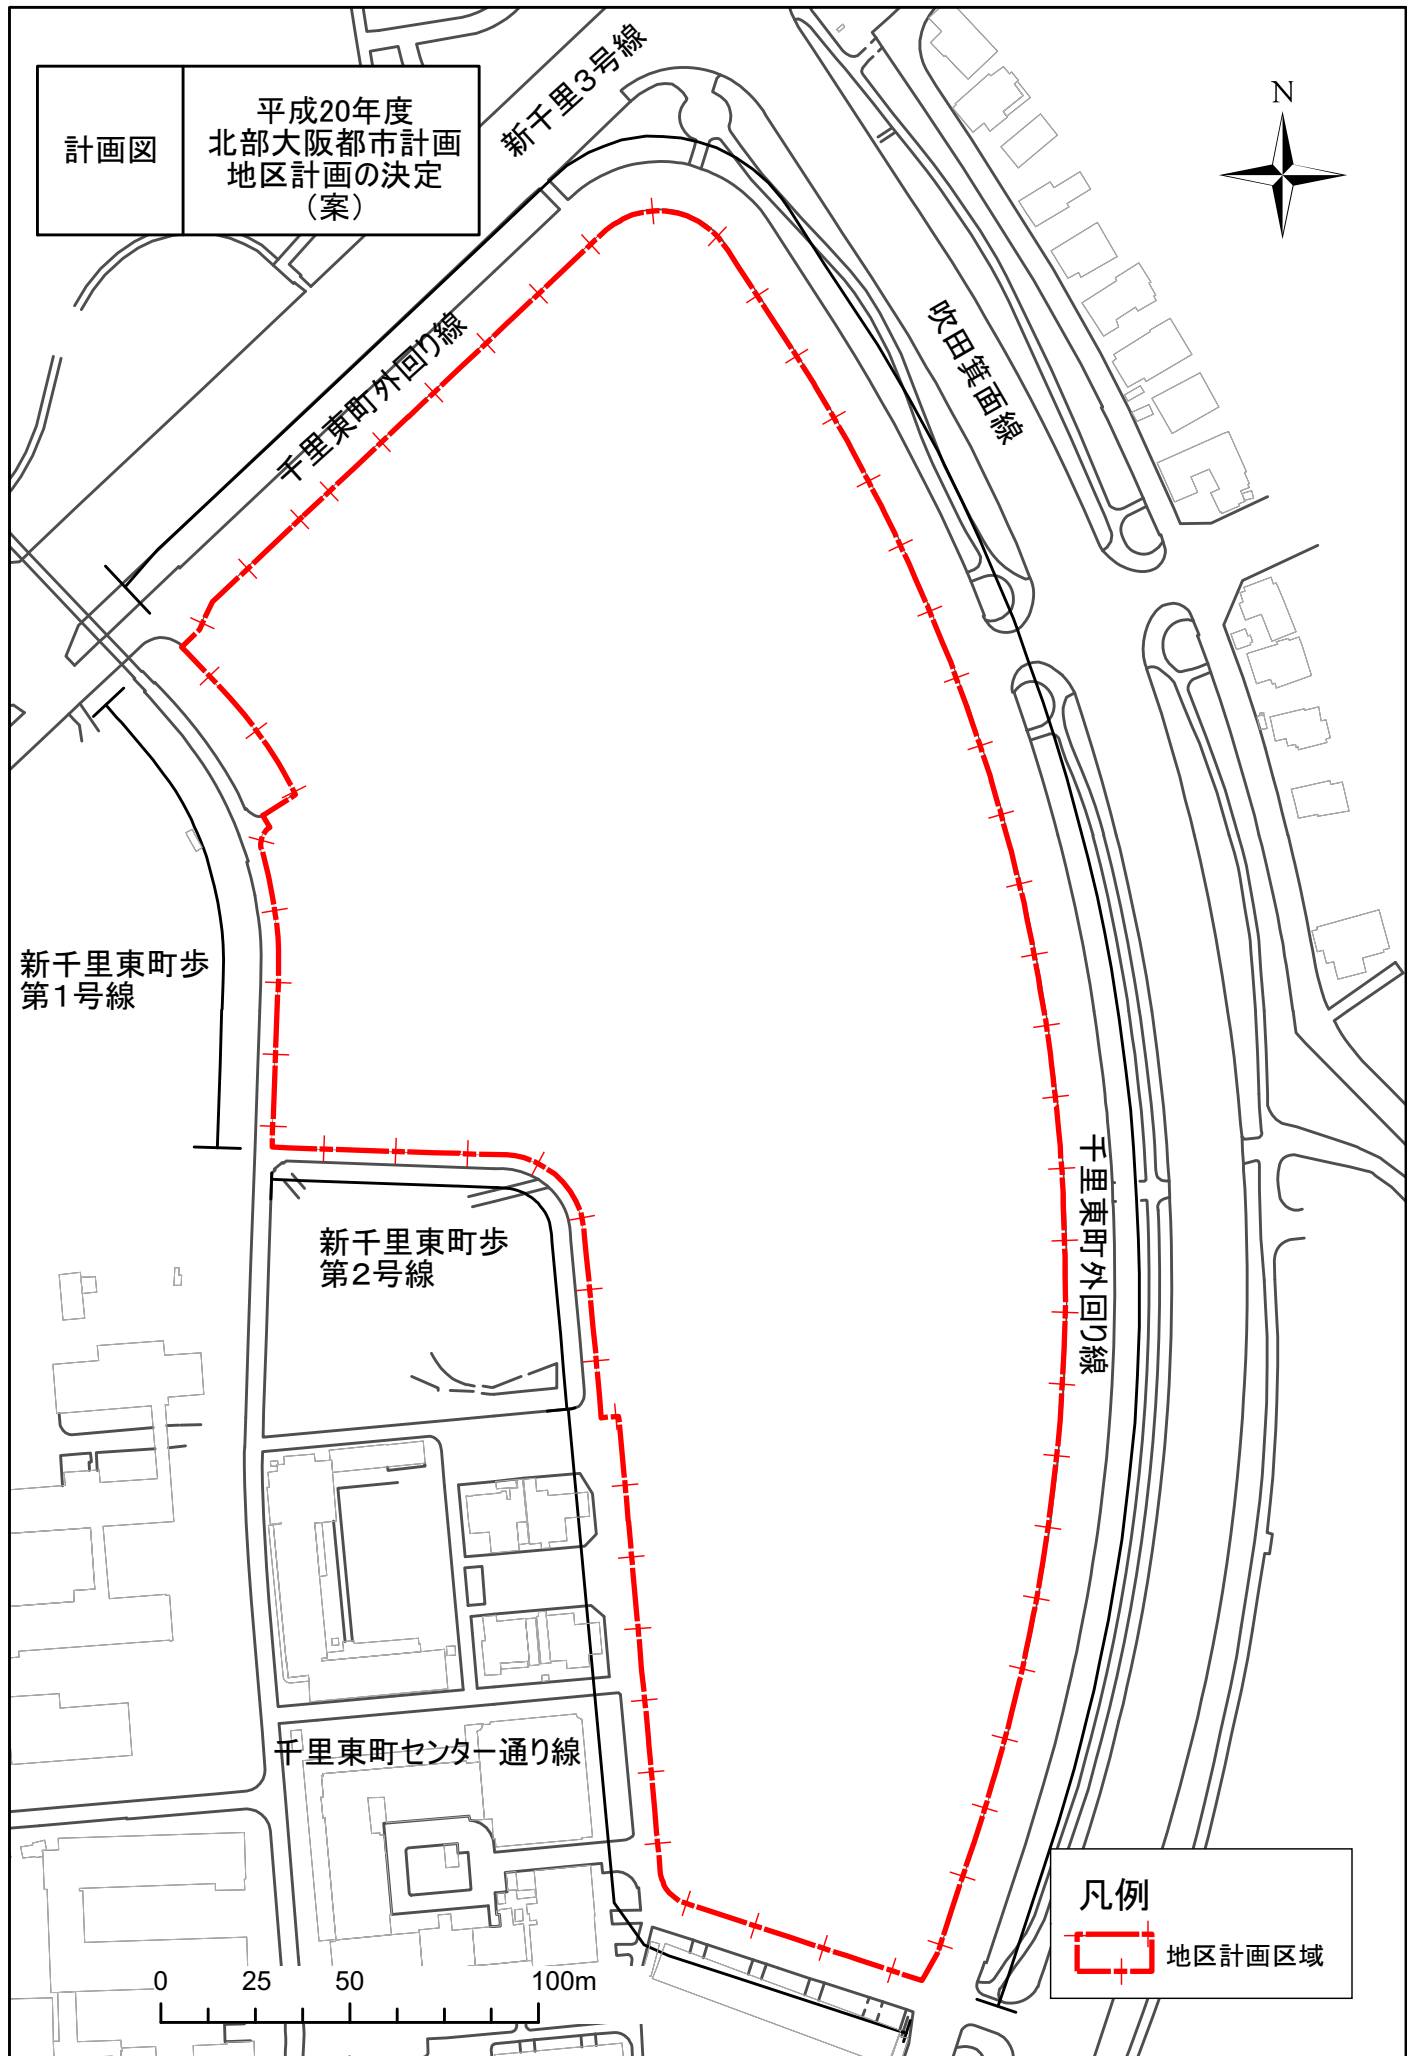 計画図
平成20年度
北部大阪都市計画
地区計画の決定
（案）
新千里3号線
N
千里東町外回り線
吹田箕面線
新千里東町歩
第1号線
新千里東町歩
第2号線
千里東町外回り線
千里東町センター通り線
凡例
地区計画区域
0 25 50 100m